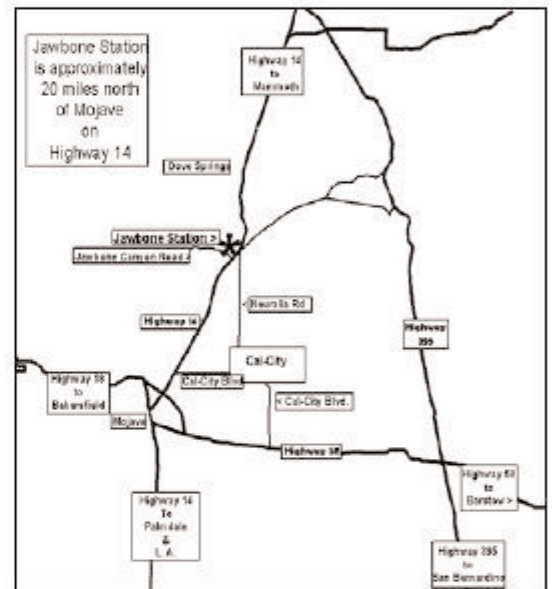 Jawbone Station
is approximately
20 miles north
of Mojave
on
Highway 14
Highway 14
to
Mammoth
Dove Springs
Jawbone Station >
Jawbone Canyon Road
< Neuralia Rd
Highway 14
Highway
395
Cal-City
Cal-City Blvd
< Cal-City Blvd.
Highway 58
to
Bakersfield
Mojave
Highway
Highway
to
Barstow >
Highway 14
To
Palmdale
&
L. A.
Highway 395
to
San Bernardino